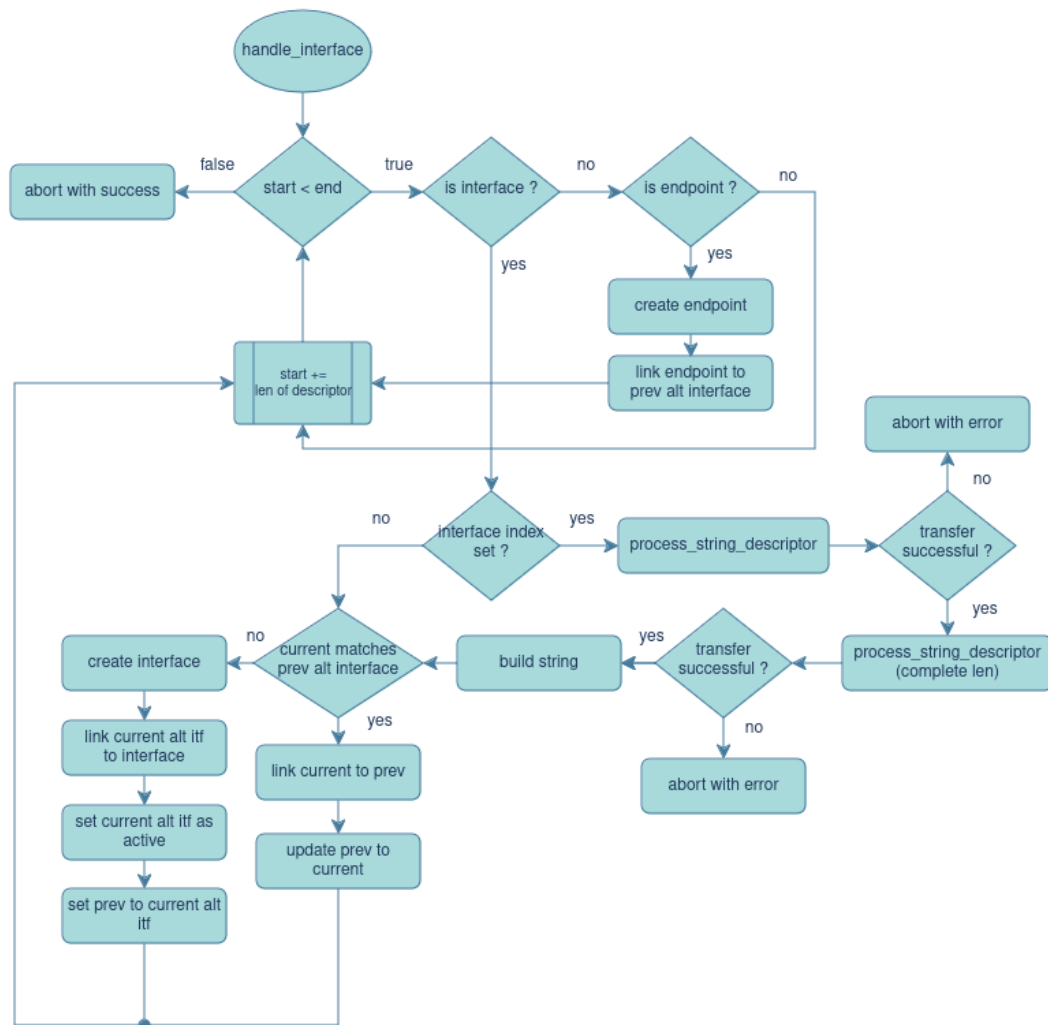 handle_interface
false
true
no
no
abort with success
start < end
is interface ?
is endpoint ?
yes
yes
create endpoint
start +=
len of descriptor
link endpoint to
prev alt interface
abort with error
no
no
yes
interface index
set ?
process_string_descriptor
transfer
successful ?
yes
no
yes
create interface
current matches
prev alt interface
build string
transfer
successful ?
process_string_descriptor
(complete len)
yes
no
link current alt itf
to interface
link current to prev
abort with error
set current alt itf as
active
update prev to
current
set prev to current alt
itf